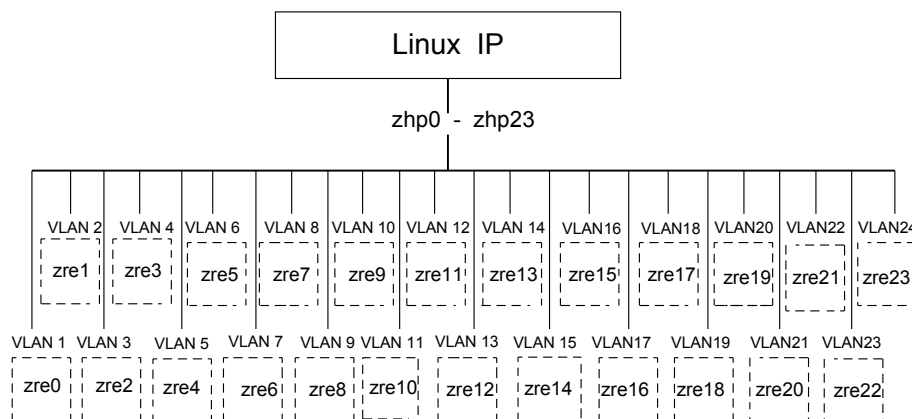 Linux IP
zhp0 - zhp23
VLAN 2 VLAN 4 VLAN 6 VLAN 8 VLAN 10 VLAN 12 VLAN 14 VLAN16 VLAN18 VLAN20 VLAN22 VLAN24
zre1 zre3 zre5 zre7 zre9 zre11 zre13 zre15 zre17 zre19 zre21 zre23
VLAN 1 VLAN 3 VLAN 5 VLAN 7 VLAN 9 VLAN 11 VLAN 13 VLAN 15 VLAN17 VLAN19 VLAN21 VLAN23
zre0 zre2 zre4 zre6 zre8 zre10 zre12 zre14 zre16 zre18 zre20 zre22